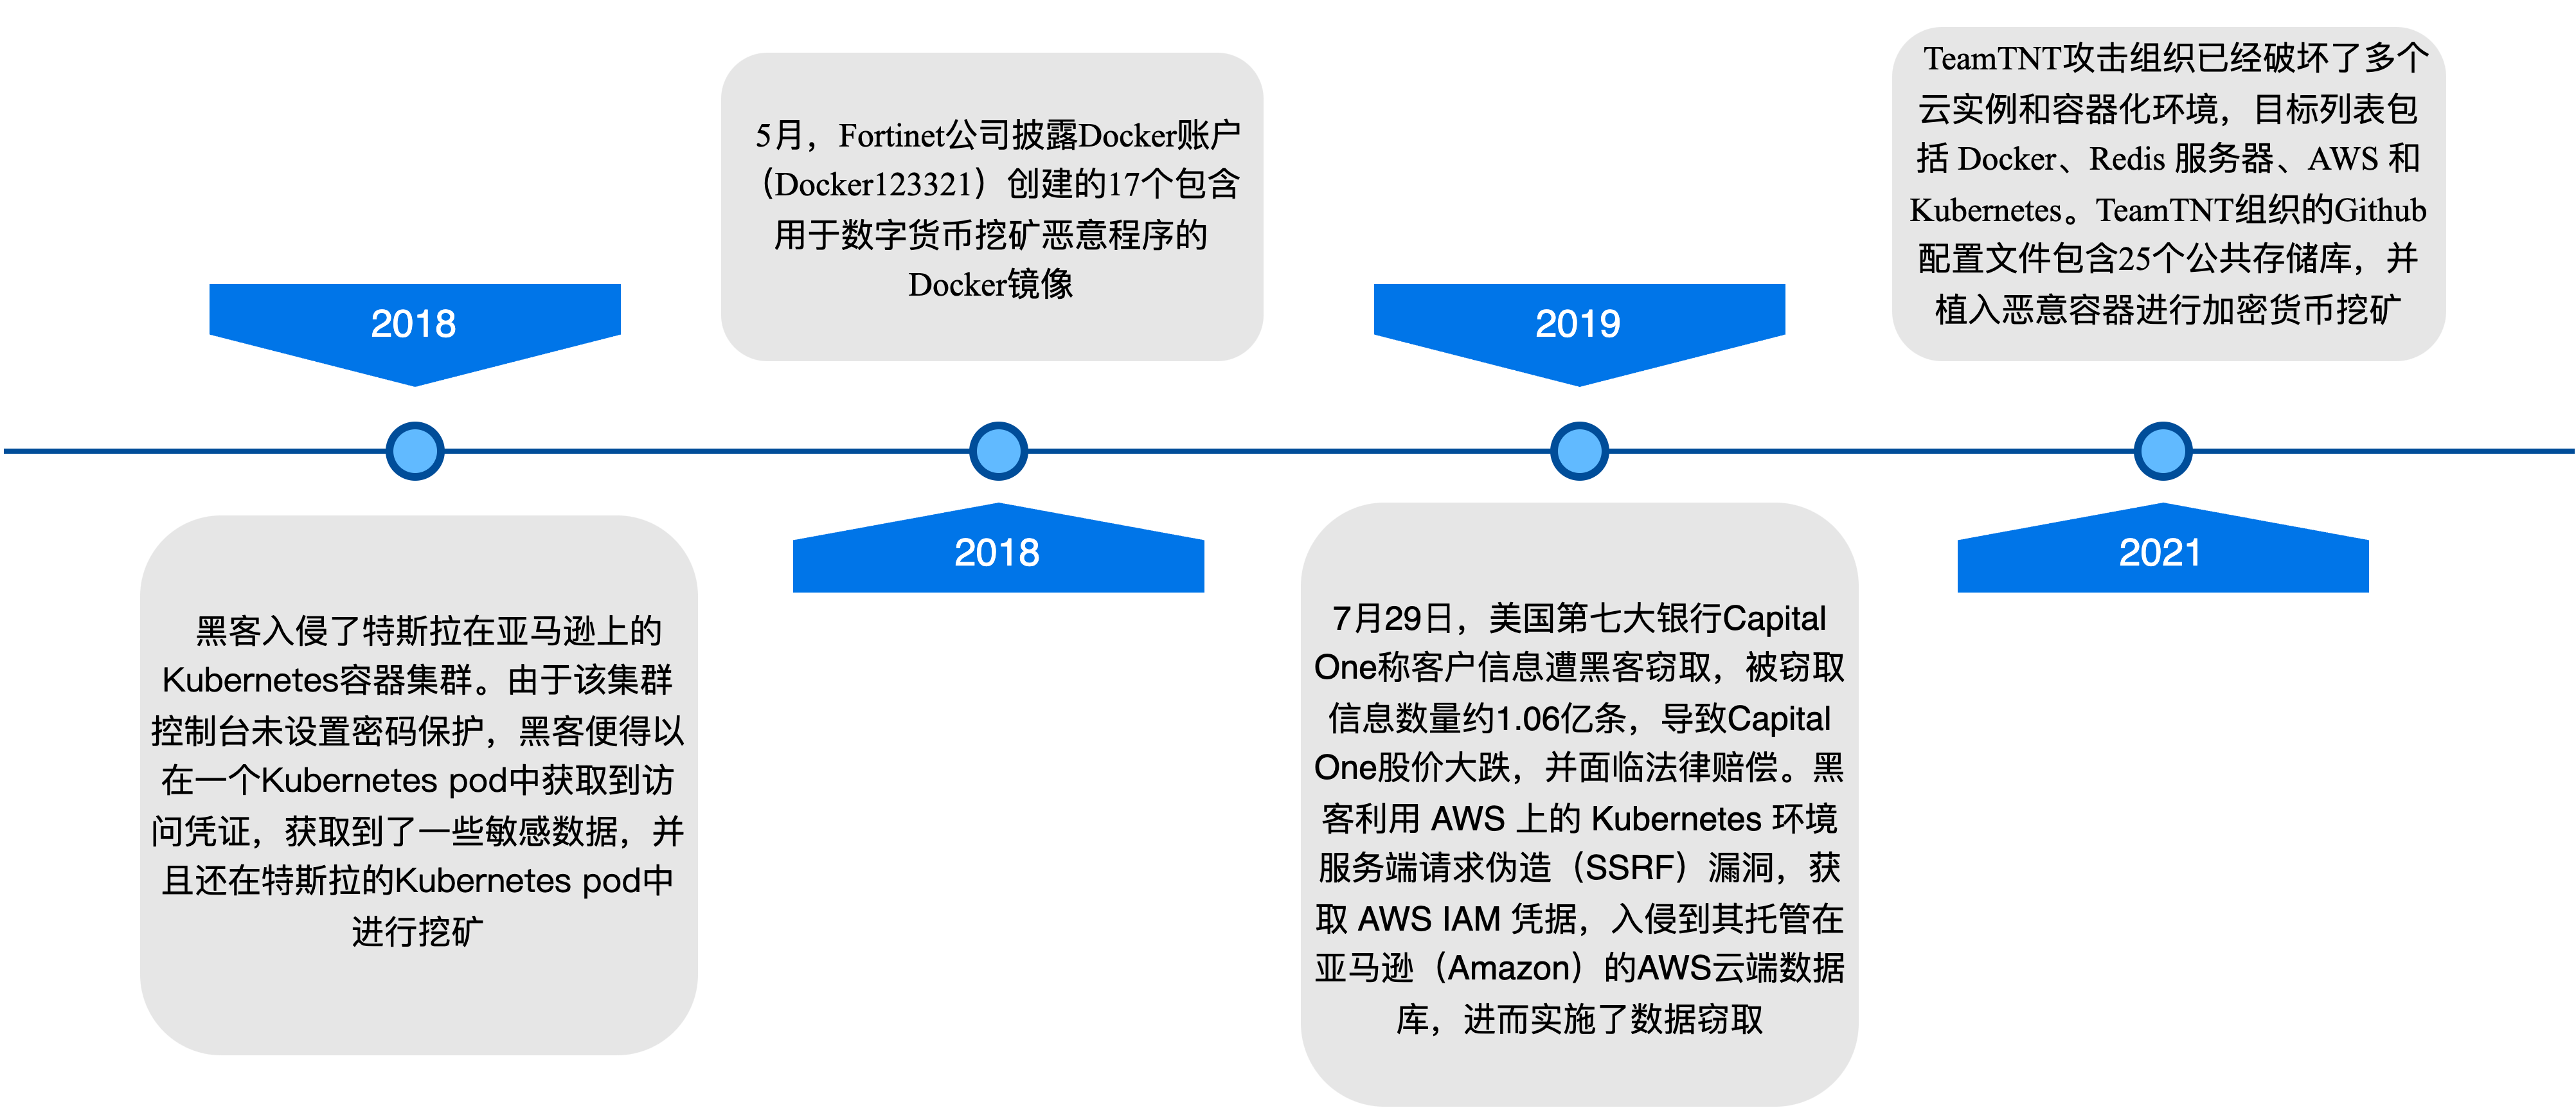 2018
黑客入侵了特斯拉在亚马逊上的
Kubernetes容器集群。由于该集群
控制台未设置密码保护，黑客便得以
在一个Kubernetes pod中获取到访
问凭证，获取到了一些敏感数据，并
且还在特斯拉的Kubernetes pod中
进行挖矿
5月，Fortinet公司披露Docker账户
（Docker123321）创建的17个包含
用于数字货币挖矿恶意程序的
Docker镜像
2018
2019
7月29日，美国第七大银行Capital
One称客户信息遭黑客窃取，被窃取
信息数量约1.06亿条，导致Capital
One股价大跌，并面临法律赔偿。黑
客利用 AWS 上的 Kubernetes 环境
服务端请求伪造（SSRF）漏洞，获
取 AWS IAM 凭据，入侵到其托管在
亚马逊（Amazon）的AWS云端数据
库，进而实施了数据窃取
TeamTNT攻击组织已经破坏了多个
云实例和容器化环境，目标列表包
括 Docker、Redis 服务器、AWS 和
Kubernetes。TeamTNT组织的Github
配置文件包含25个公共存储库，并
植入恶意容器进行加密货币挖矿
2021